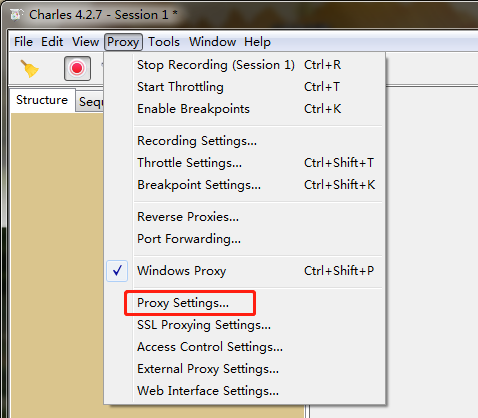 Charles 4.2.7 - Session 1 *
File Edit View Proxy Tools Window Help
Stop Recording (Session 1) Ctrl+R
Start Throttling Ctrl+T
Enable Breakpoints Ctrl+K
Structure Sequ
Recording Settings...
Throttle Settings... Ctrl+Shift+T
Breakpoint Settings... Ctrl+Shift+K
Reverse Proxies...
Port Forwarding...
Windows Proxy Ctrl+Shift+P
Proxy Settings...
SSL Proxying Settings...
Access Control Settings...
External Proxy Settings...
Web Interface Settings...